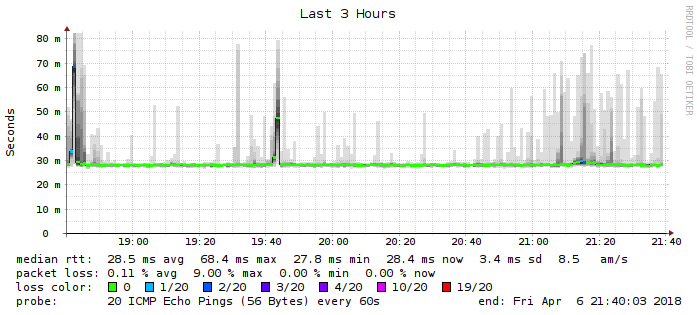 Last 3 Hours
RRDTOOL / TOBI OETIKER
Seconds
80 m
70 m
60 m
50 m
40 m
30 m
20 m
10 m
0
19:00 19:20 19:40 20:00 20:20 20:40 21:00 21:20 21:40
median rtt: 28.5 ms avg 68.4 ms max 27.8 ms min 28.4 ms now 3.4 ms sd 8.5 am/s
packet loss: 0.11 % avg 9.00 % max 0.00 % min 0.00 % now
loss color: 0 1/20 2/20 3/20 4/20 10/20 19/20
probe: 20 ICMP Echo Pings (56 Bytes) every 60s end: Fri Apr 6 21:40:03 2018